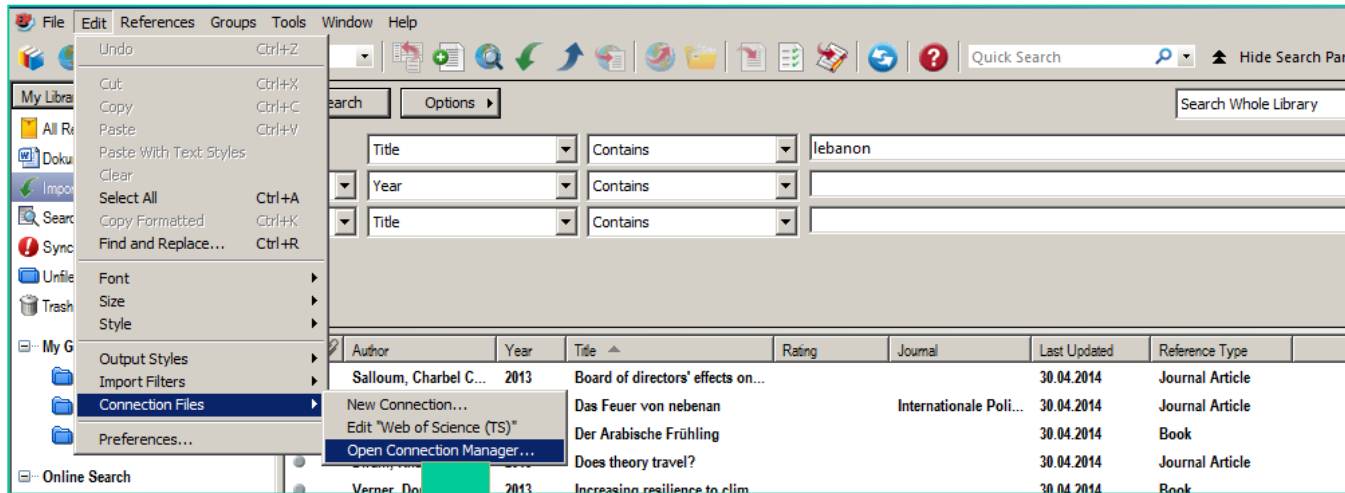 File Edit References Groups Tools Window Help
Undo Ctrl+Z
Quick Search
Hide Search Par
Cut Ctrl+X
Copy Ctrl+C
Paste Ctrl+V
Paste With Text Styles
Clear
Select All Ctrl+A
Copy Formatted Ctrl+K
Find and Replace... Ctrl+R
Font
Size
Style
Output Styles
Import Filters
Connection Files
Preferences...
New Connection...
Edit "Web of Science (TS)"
Open Connection Manager...
My Libra
All Re
Doku
Impo
Searc
Sync
Unfile
Trash
My G
Online Search
earch Options Search Whole Library
Title Contains lebanon
Year Contains
Title Contains
Author Year Title Rating Journal Last Updated Reference Type
Salloum, Charbel C... 2013 Board of directors' effects on... 30.04.2014 Journal Article
Das Feuer von nebenan Internationale Poli... 30.04.2014 Journal Article
Der Arabische Frühling 30.04.2014 Book
Does theory travel? 30.04.2014 Journal Article
Verner, Do 2013 Increasing resilience to clim 30.04.2014 Book